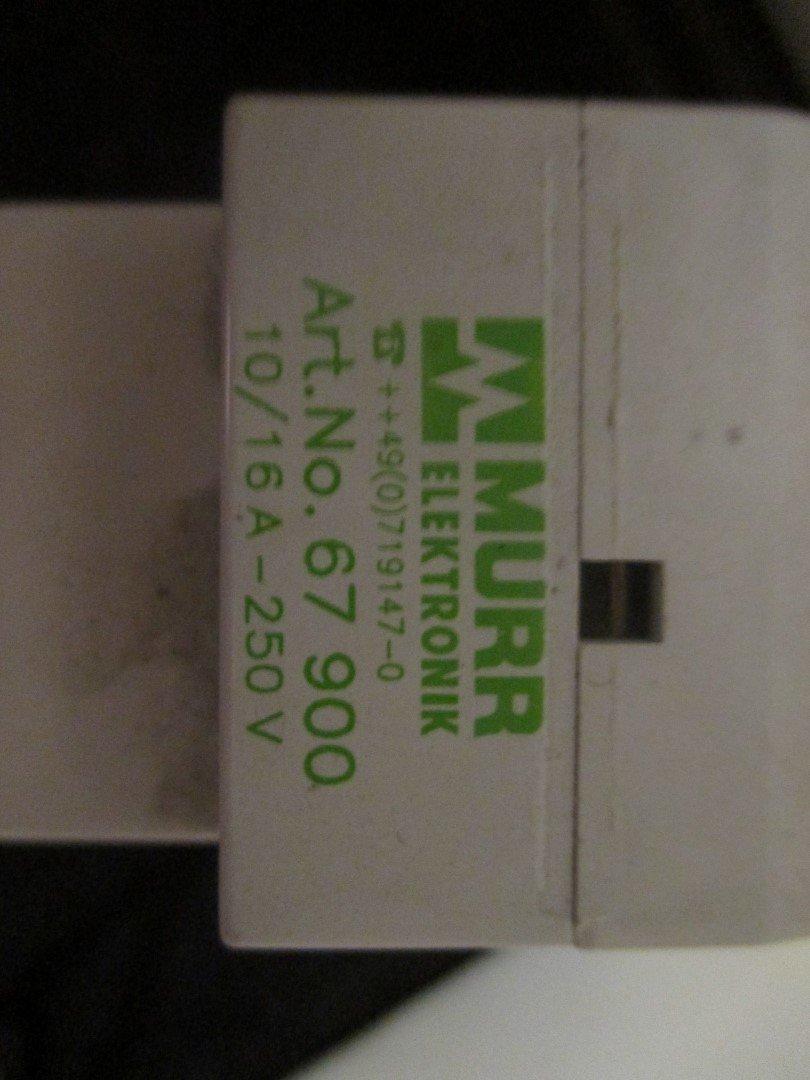 MURR
ELEKTRONIK
☎ ++49(0)719147-0
Art.No. 67 900
10/16 A-250 V